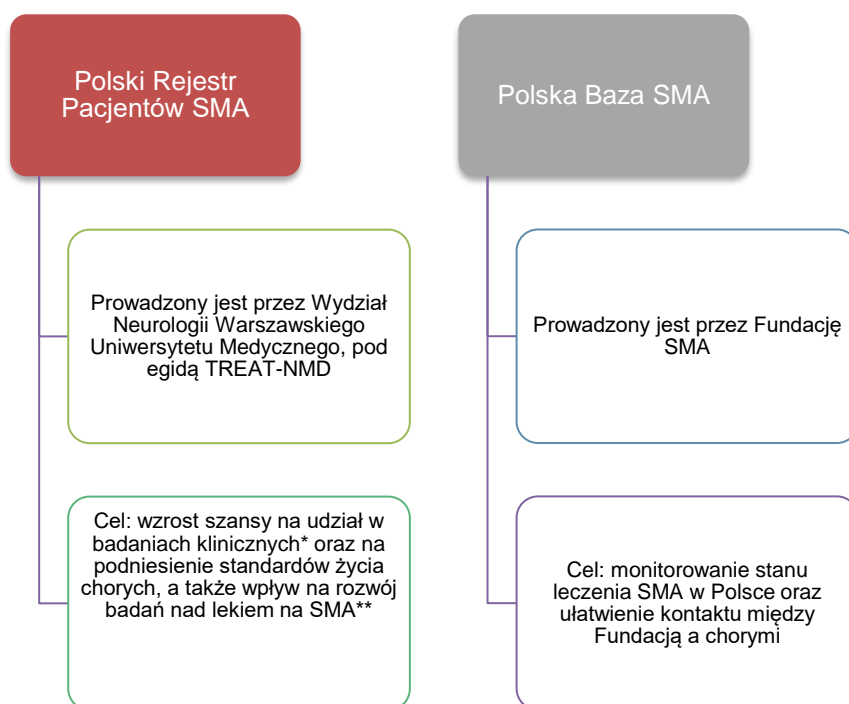 Polski Rejestr
Pacjentów SMA
Prowadzony jest przez Wydział
Neurologii Warszawskiego
Uniwersytetu Medycznego, pod
egidą TREAT-NMD
Cel: wzrost szansy na udział w
badaniach klinicznych* oraz na
podniesienie standardów życia
chorych, a także wpływ na rozwój
badań nad lekiem na SMA**
Polska Baza SMA
Prowadzony jest przez Fundację
SMA
Cel: monitorowanie stanu
leczenia SMA w Polsce oraz
ułatwienie kontaktu między
Fundacją a chorymi